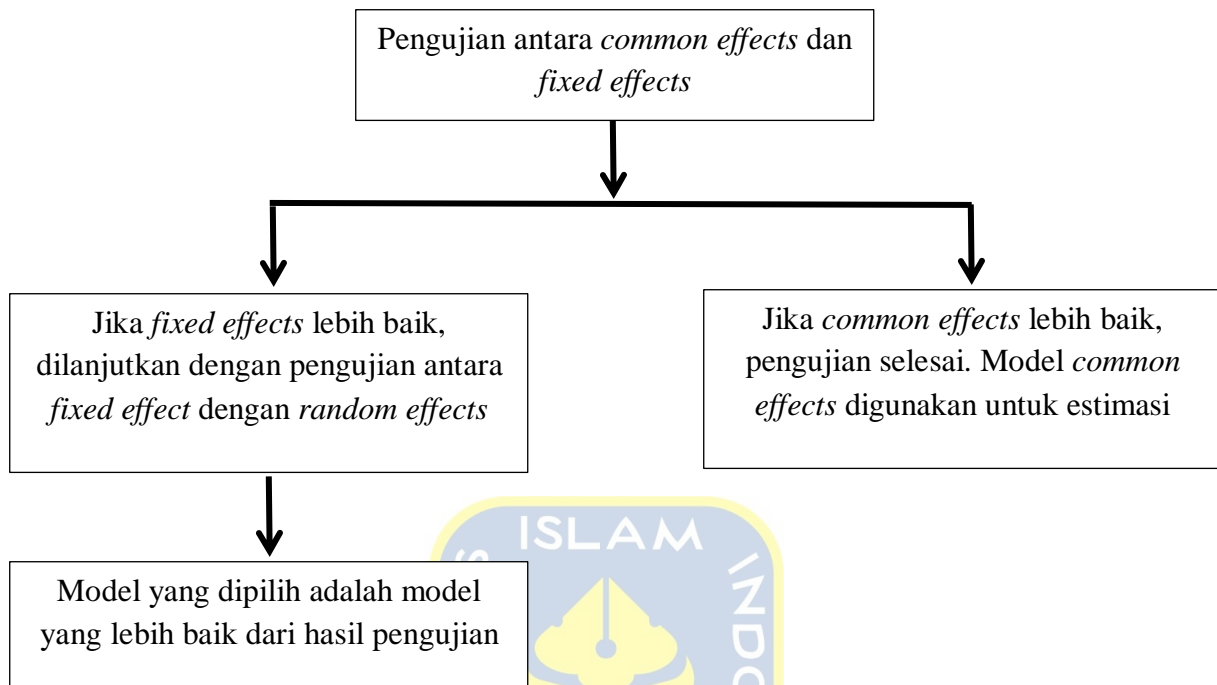 Pengujian antara common effects dan
fixed effects
Jika fixed effects lebih baik,
dilanjutkan dengan pengujian antara
fixed effect dengan random effects
Jika common effects lebih baik,
pengujian selesai. Model common
effects digunakan untuk estimasi
Model yang dipilih adalah model
yang lebih baik dari hasil pengujian
ISLAM